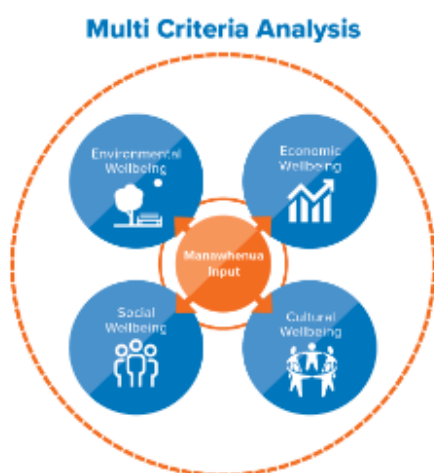 Multi Criteria Analysis
Environmental
Wellbeing
Economic
Wellbeing
Manawhenua
Input
Social
Wellbeing
Cultural
Wellbeing